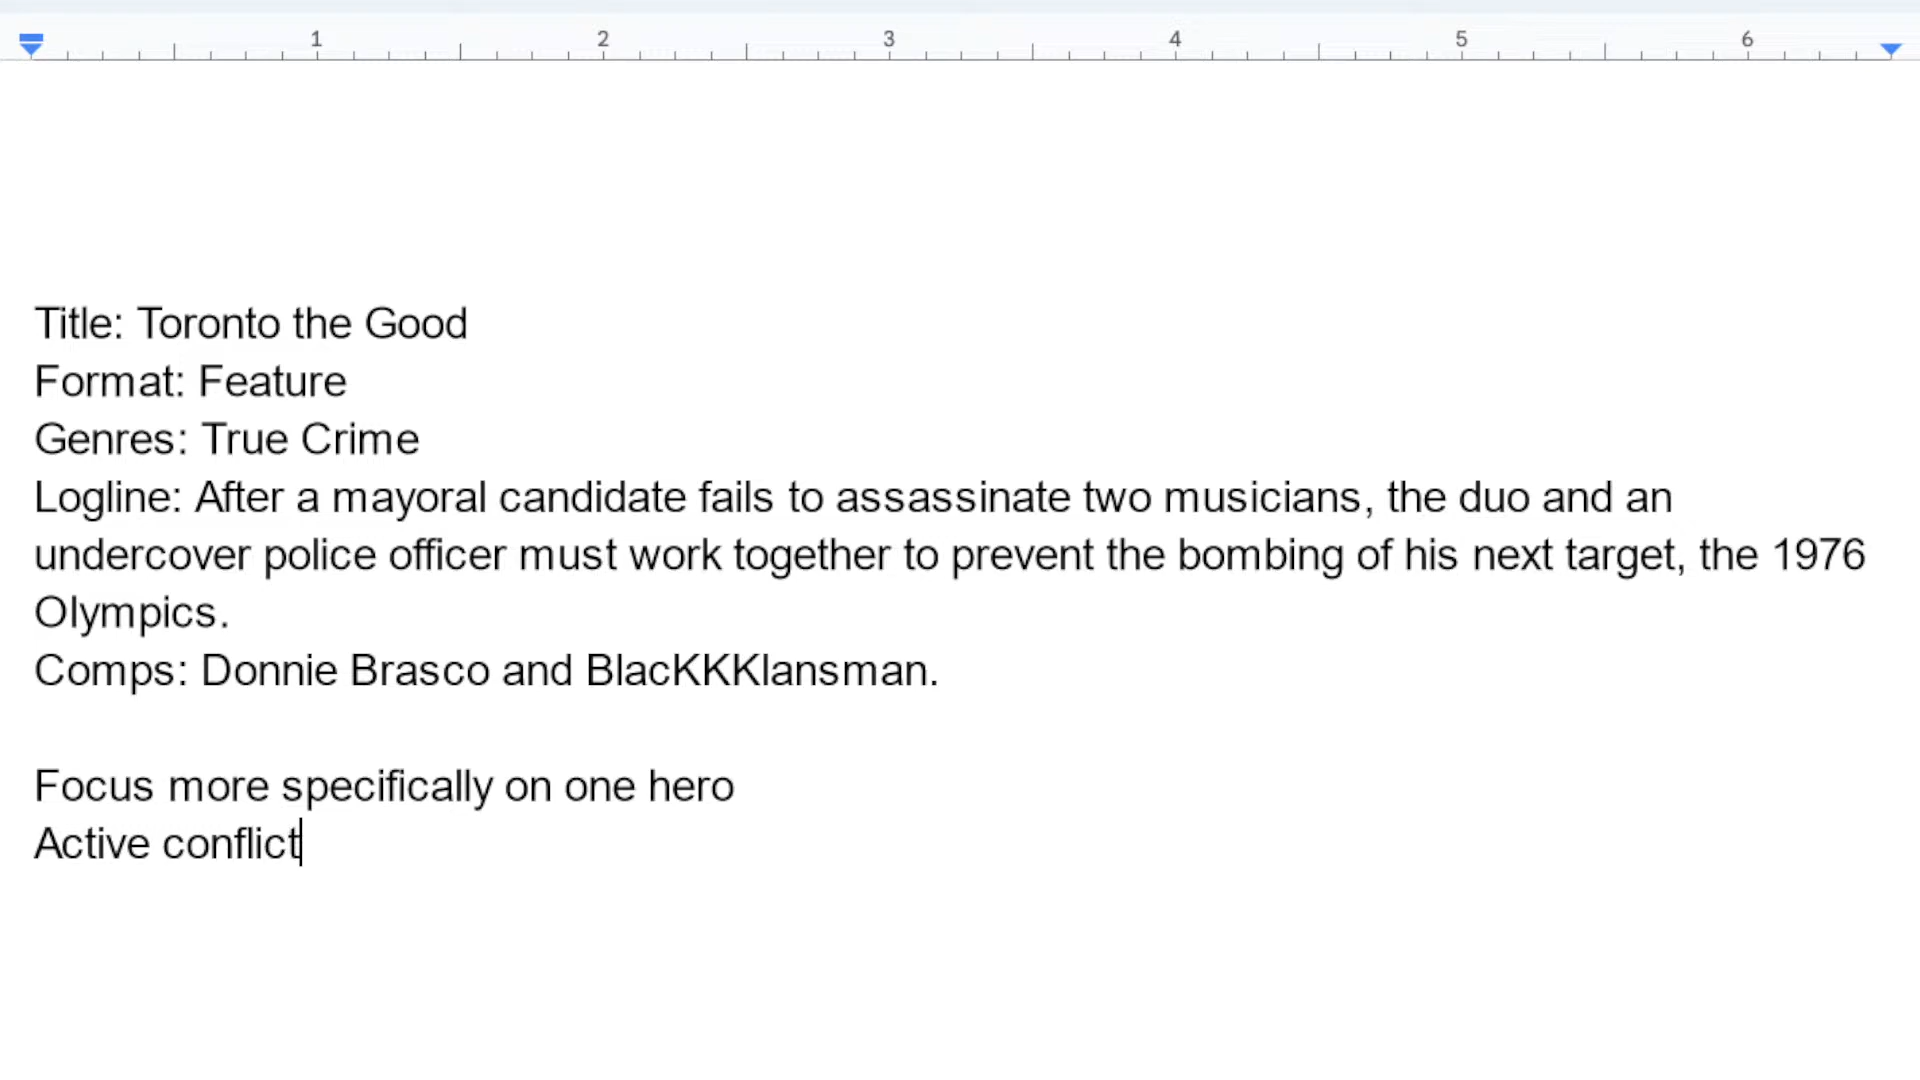 1 2 3 4 5 6
Title: Toronto the Good
Format: Feature
Genres: True Crime
Logline: After a mayoral candidate fails to assassinate two musicians, the duo and an
undercover police officer must work together to prevent the bombing of his next target, the 1976
Olympics.
Comps: Donnie Brasco and BlacKKKlansman.
Focus more specifically on one hero
Active conflict